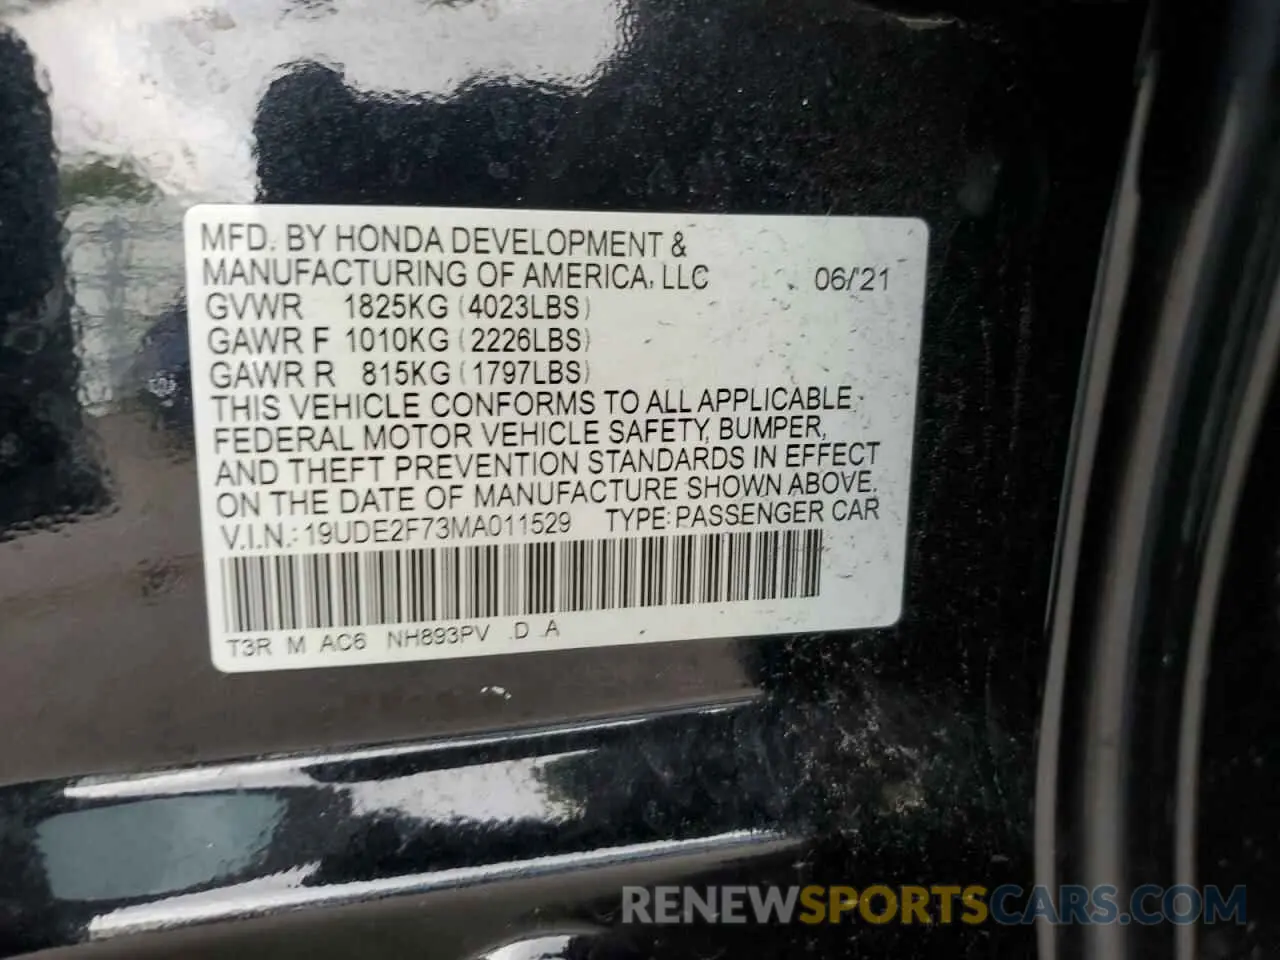 MFD. BY HONDA DEVELOPMENT &
MANUFACTURING OF AMERICA, LLC 06/'21
GVWR 1825KG (4023LBS)
GAWR F 1010KG (2226LBS)
GAWR R 815KG (1797LBS)
THIS VEHICLE CONFORMS TO ALL APPLICABLE
FEDERAL MOTOR VEHICLE SAFETY, BUMPER,
AND THEFT PREVENTION STANDARDS IN EFFECT
ON THE DATE OF MANUFACTURE SHOWN ABOVE.
V.I.N.: 19UDE2F73MA011529 TYPE: PASSENGER CAR
T3R M AC6 NH893PV D A
RENEWSPORTSCARS.COM